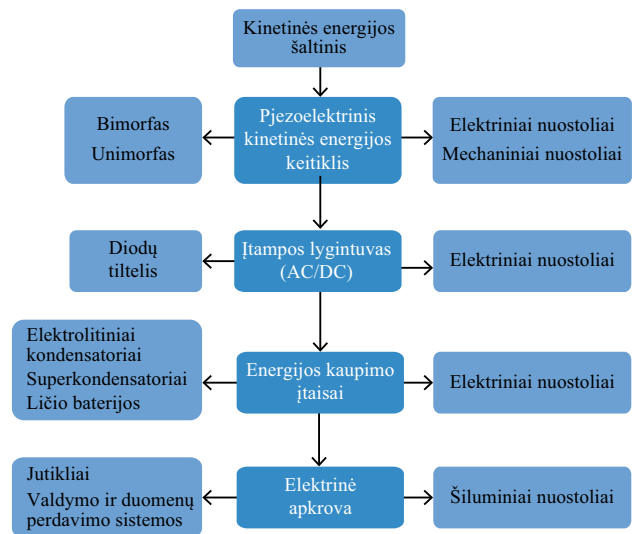 Kinetinės energijos
šaltinis
Bimorfas
Unimorfas
Pjezoelektrinis
kinetinės energijos
keitiklis
Elektriniai nuostoliai
Mechaniniai nuostoliai
Diodų
tiltelis
Įtampos lygintuvas
(AC/DC)
Elektriniai nuostoliai
Elektrolitiniai
kondensatoriai
Superkondensatoriai
Ličio baterijos
Energijos kaupimo
įtaisai
Elektriniai nuostoliai
Jutikliai
Valdymo ir duomenų
perdavimo sistemos
Elektrinė
apkrova
Šiluminiai nuostoliai